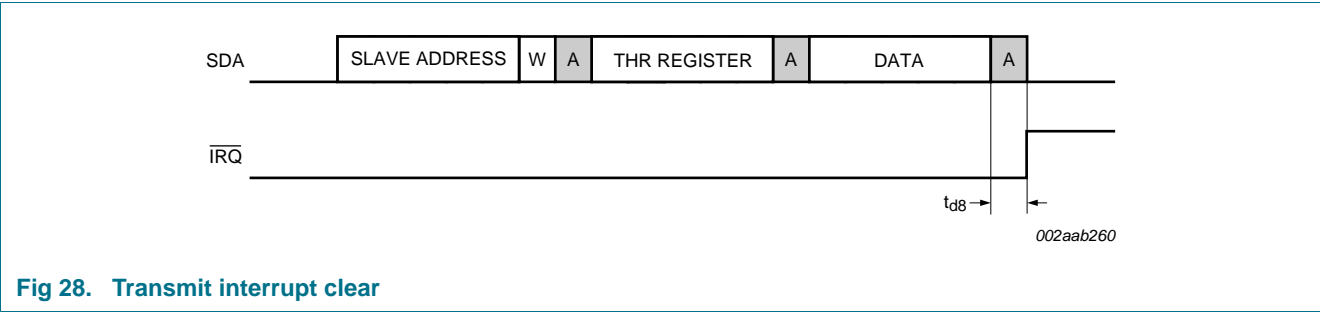 SDA SLAVE ADDRESS W A THR REGISTER A DATA A
IRQ
td8
002aab260
Fig 28. Transmit interrupt clear